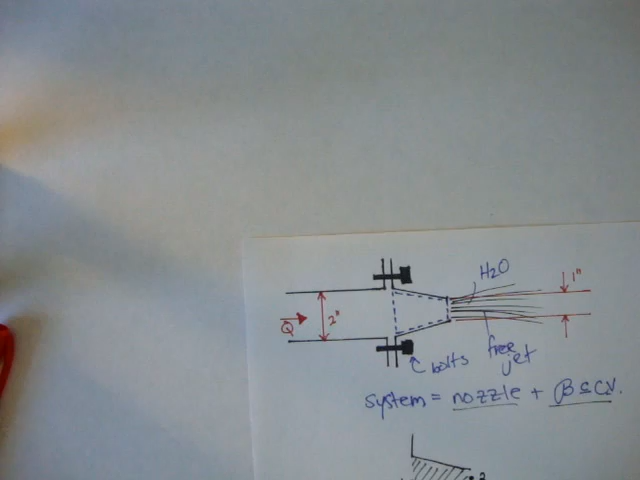 H2O
1"
2"
Q
bolts
free
jet
system = nozzle +